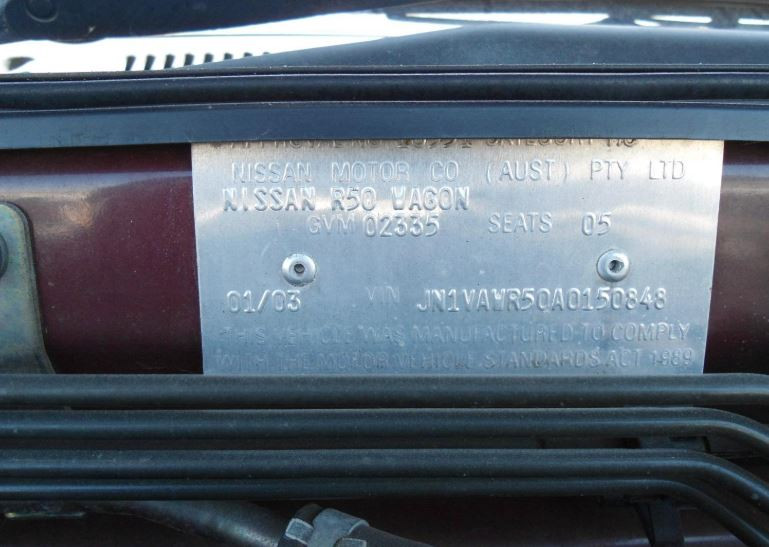 NISSAN MOTOR CO (AUST) PTY LTD
NISSAN R50 WAGON
GVM 02335 SEATS 05
01/03 VIN JN1VAWR50A0150848
THIS VEHICLE WAS MANUFACTURED TO COMPLY
WITH THE MOTOR VEHICLE STANDARDS ACT 1989